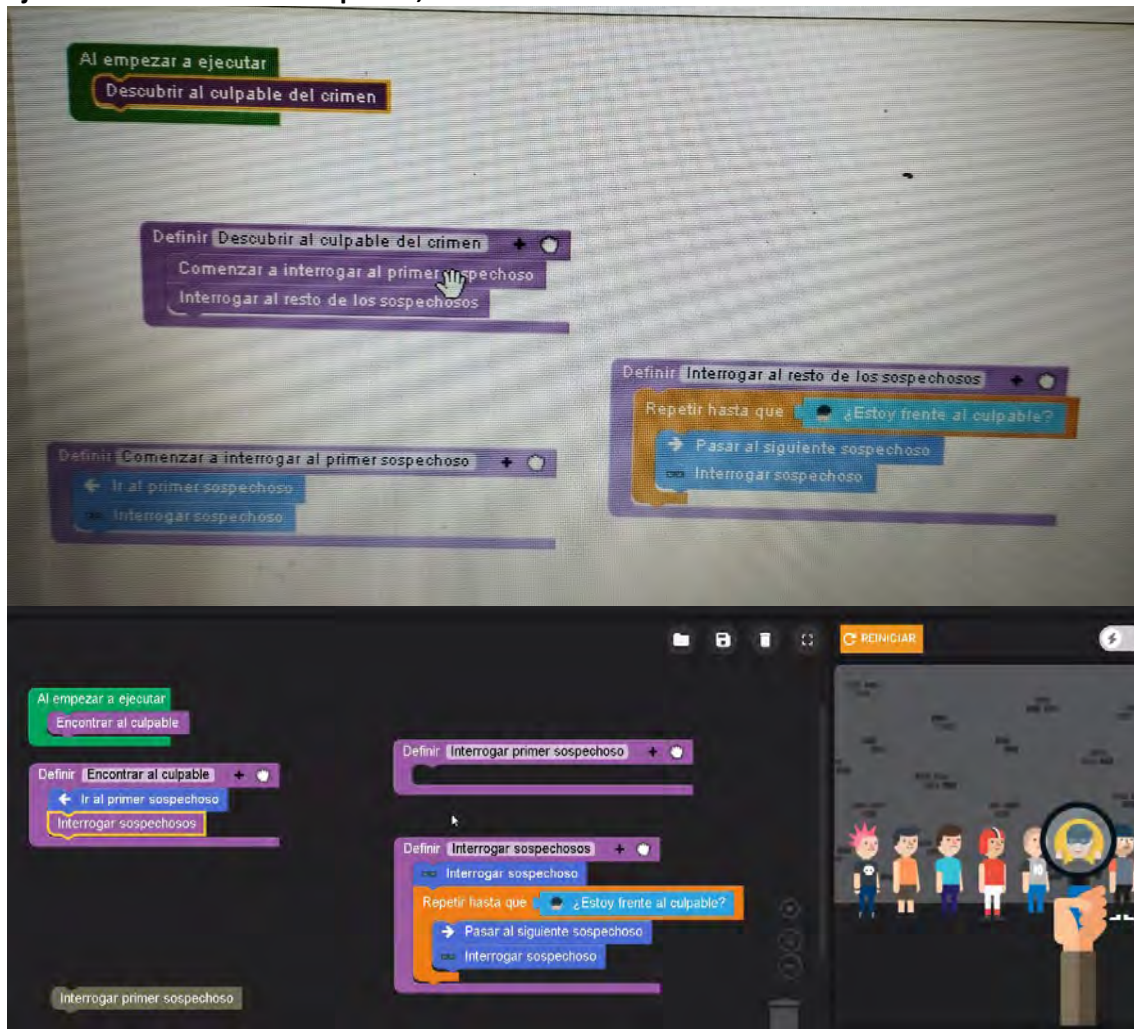 Al empezar a ejecutar
Descubrir al culpable del crimen
Definir Descubrir al culpable del crimen +
Comenzar a interrogar al primer sospechoso
Interrogar al resto de los sospechosos
Definir Interrogar al resto de los sospechosos +
Repetir hasta que ¿Estoy frente al culpable?
Pasar al siguiente sospechoso
Interrogar sospechoso
Definir Comenzar a interrogar al primer sospechoso +
Ir al primer sospechoso
Interrogar sospechoso
REINICIAR
Al empezar a ejecutar
Encontrar al culpable
Definir Encontrar al culpable +
Ir al primer sospechoso
Interrogar sospechosos
Definir Interrogar primer sospechoso +
Definir Interrogar sospechosos +
Interrogar sospechoso
Repetir hasta que ¿Estoy frente al culpable?
Pasar al siguiente sospechoso
Interrogar sospechoso
Interrogar primer sospechoso
10